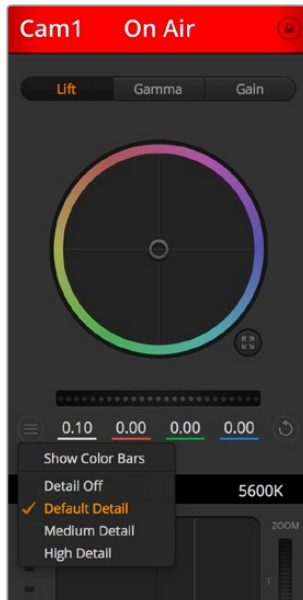 Cam1 On Air
Lift Gamma Gain
0.10 0.00 0.00 0.00
Show Color Bars
Detail Off
5600K
Default Detail
Medium Detail
ZOOM
High Detail
T